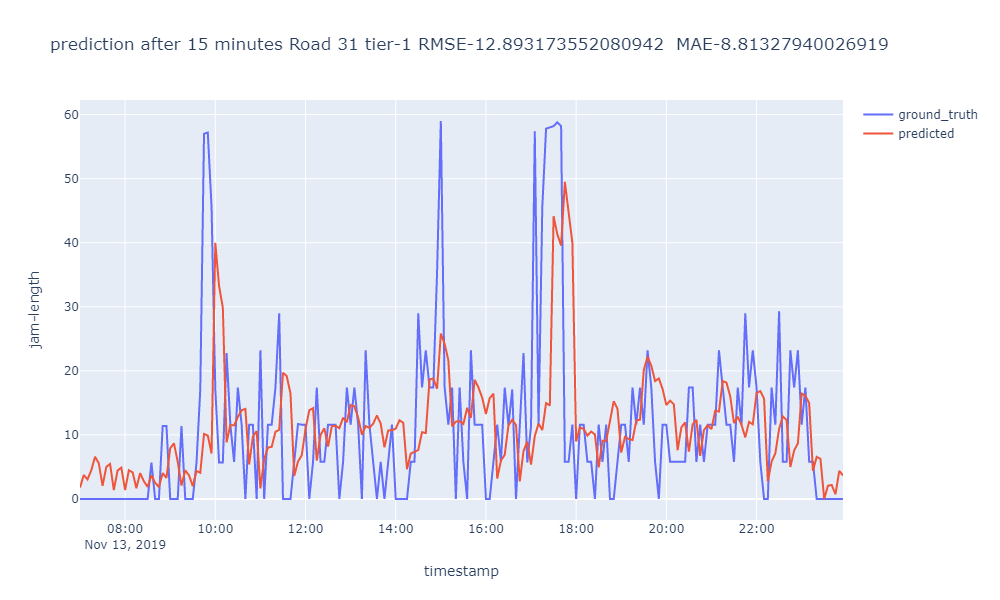 prediction after 15 minutes Road 31 tier-1 RMSE-12.893173552080942  MAE-8.81327940026919
ground_truth
predicted
jam-length
60
50
40
30
20
10
0
08:00 10:00 12:00 14:00 16:00 18:00 20:00 22:00
Nov 13, 2019
timestamp